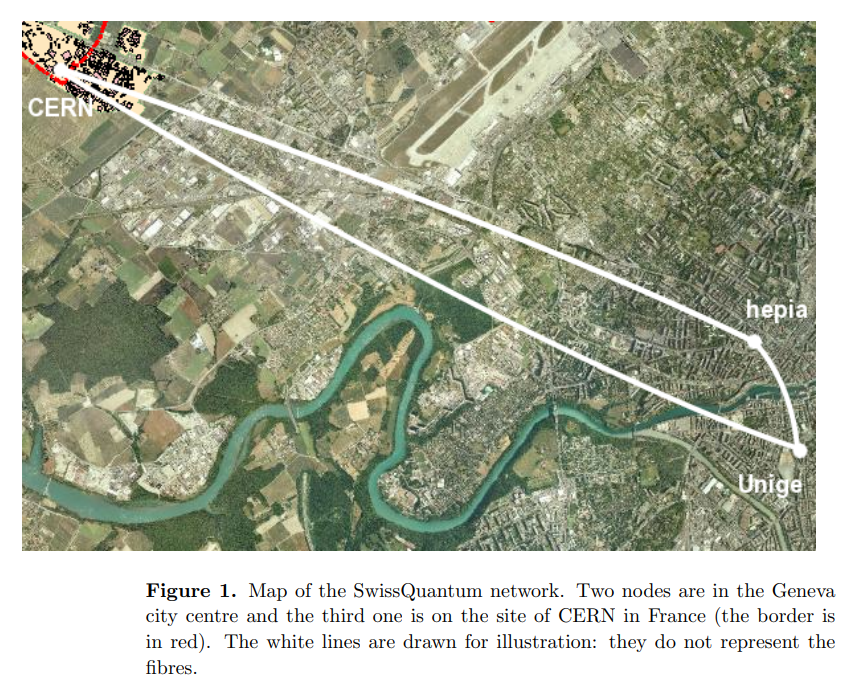 CERN
hepia
Unige
Figure 1. Map of the SwissQuantum network. Two nodes are in the Geneva
city centre and the third one is on the site of CERN in France (the border is
in red). The white lines are drawn for illustration: they do not represent the
fibres.